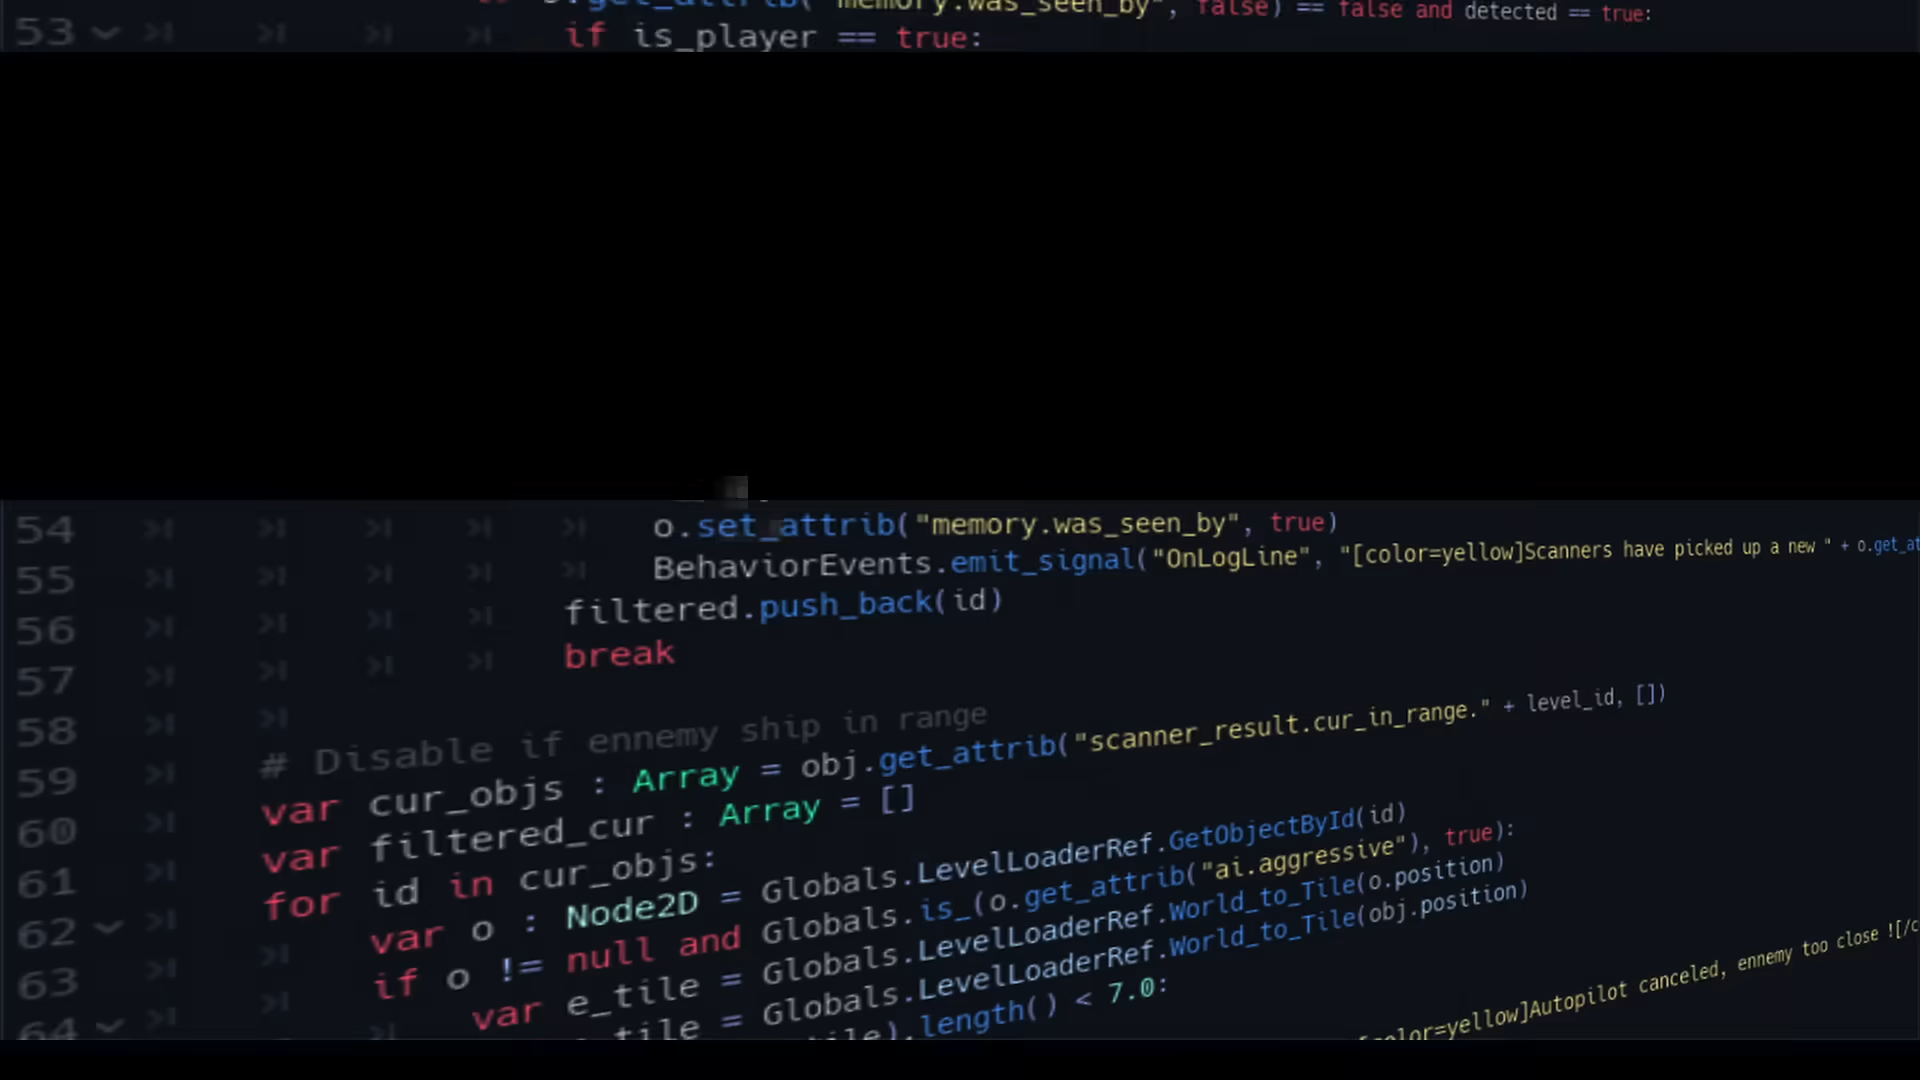 get_attrib("memory.was_seen_by", false) == false and detected == true:
53 if is_player == true:
54 o.set_attrib("memory.was_seen_by", true)
55 BehaviorEvents.emit_signal("OnLogLine", "[color=yellow]Scanners have picked up a new " + o.get_at
56 filtered.push_back(id)
57 break
58
59 # Disable if ennemy ship in range
60 var cur_objs : Array = obj.get_attrib("scanner_result.cur_in_range." + level_id, [])
61 var filtered_cur : Array = []
62 for id in cur_objs:
63 var o : Node2D = Globals.LevelLoaderRef.GetObjectById(id)
64 if o != null and Globals.is_(o.get_attrib("ai.aggressive"), true):
var e_tile = Globals.LevelLoaderRef.World_to_Tile(o.position)
tile = Globals.LevelLoaderRef.World_to_Tile(obj.position)
tile).length() < 7.0:
[color=yellow]Autopilot canceled, ennemy too close ![/c